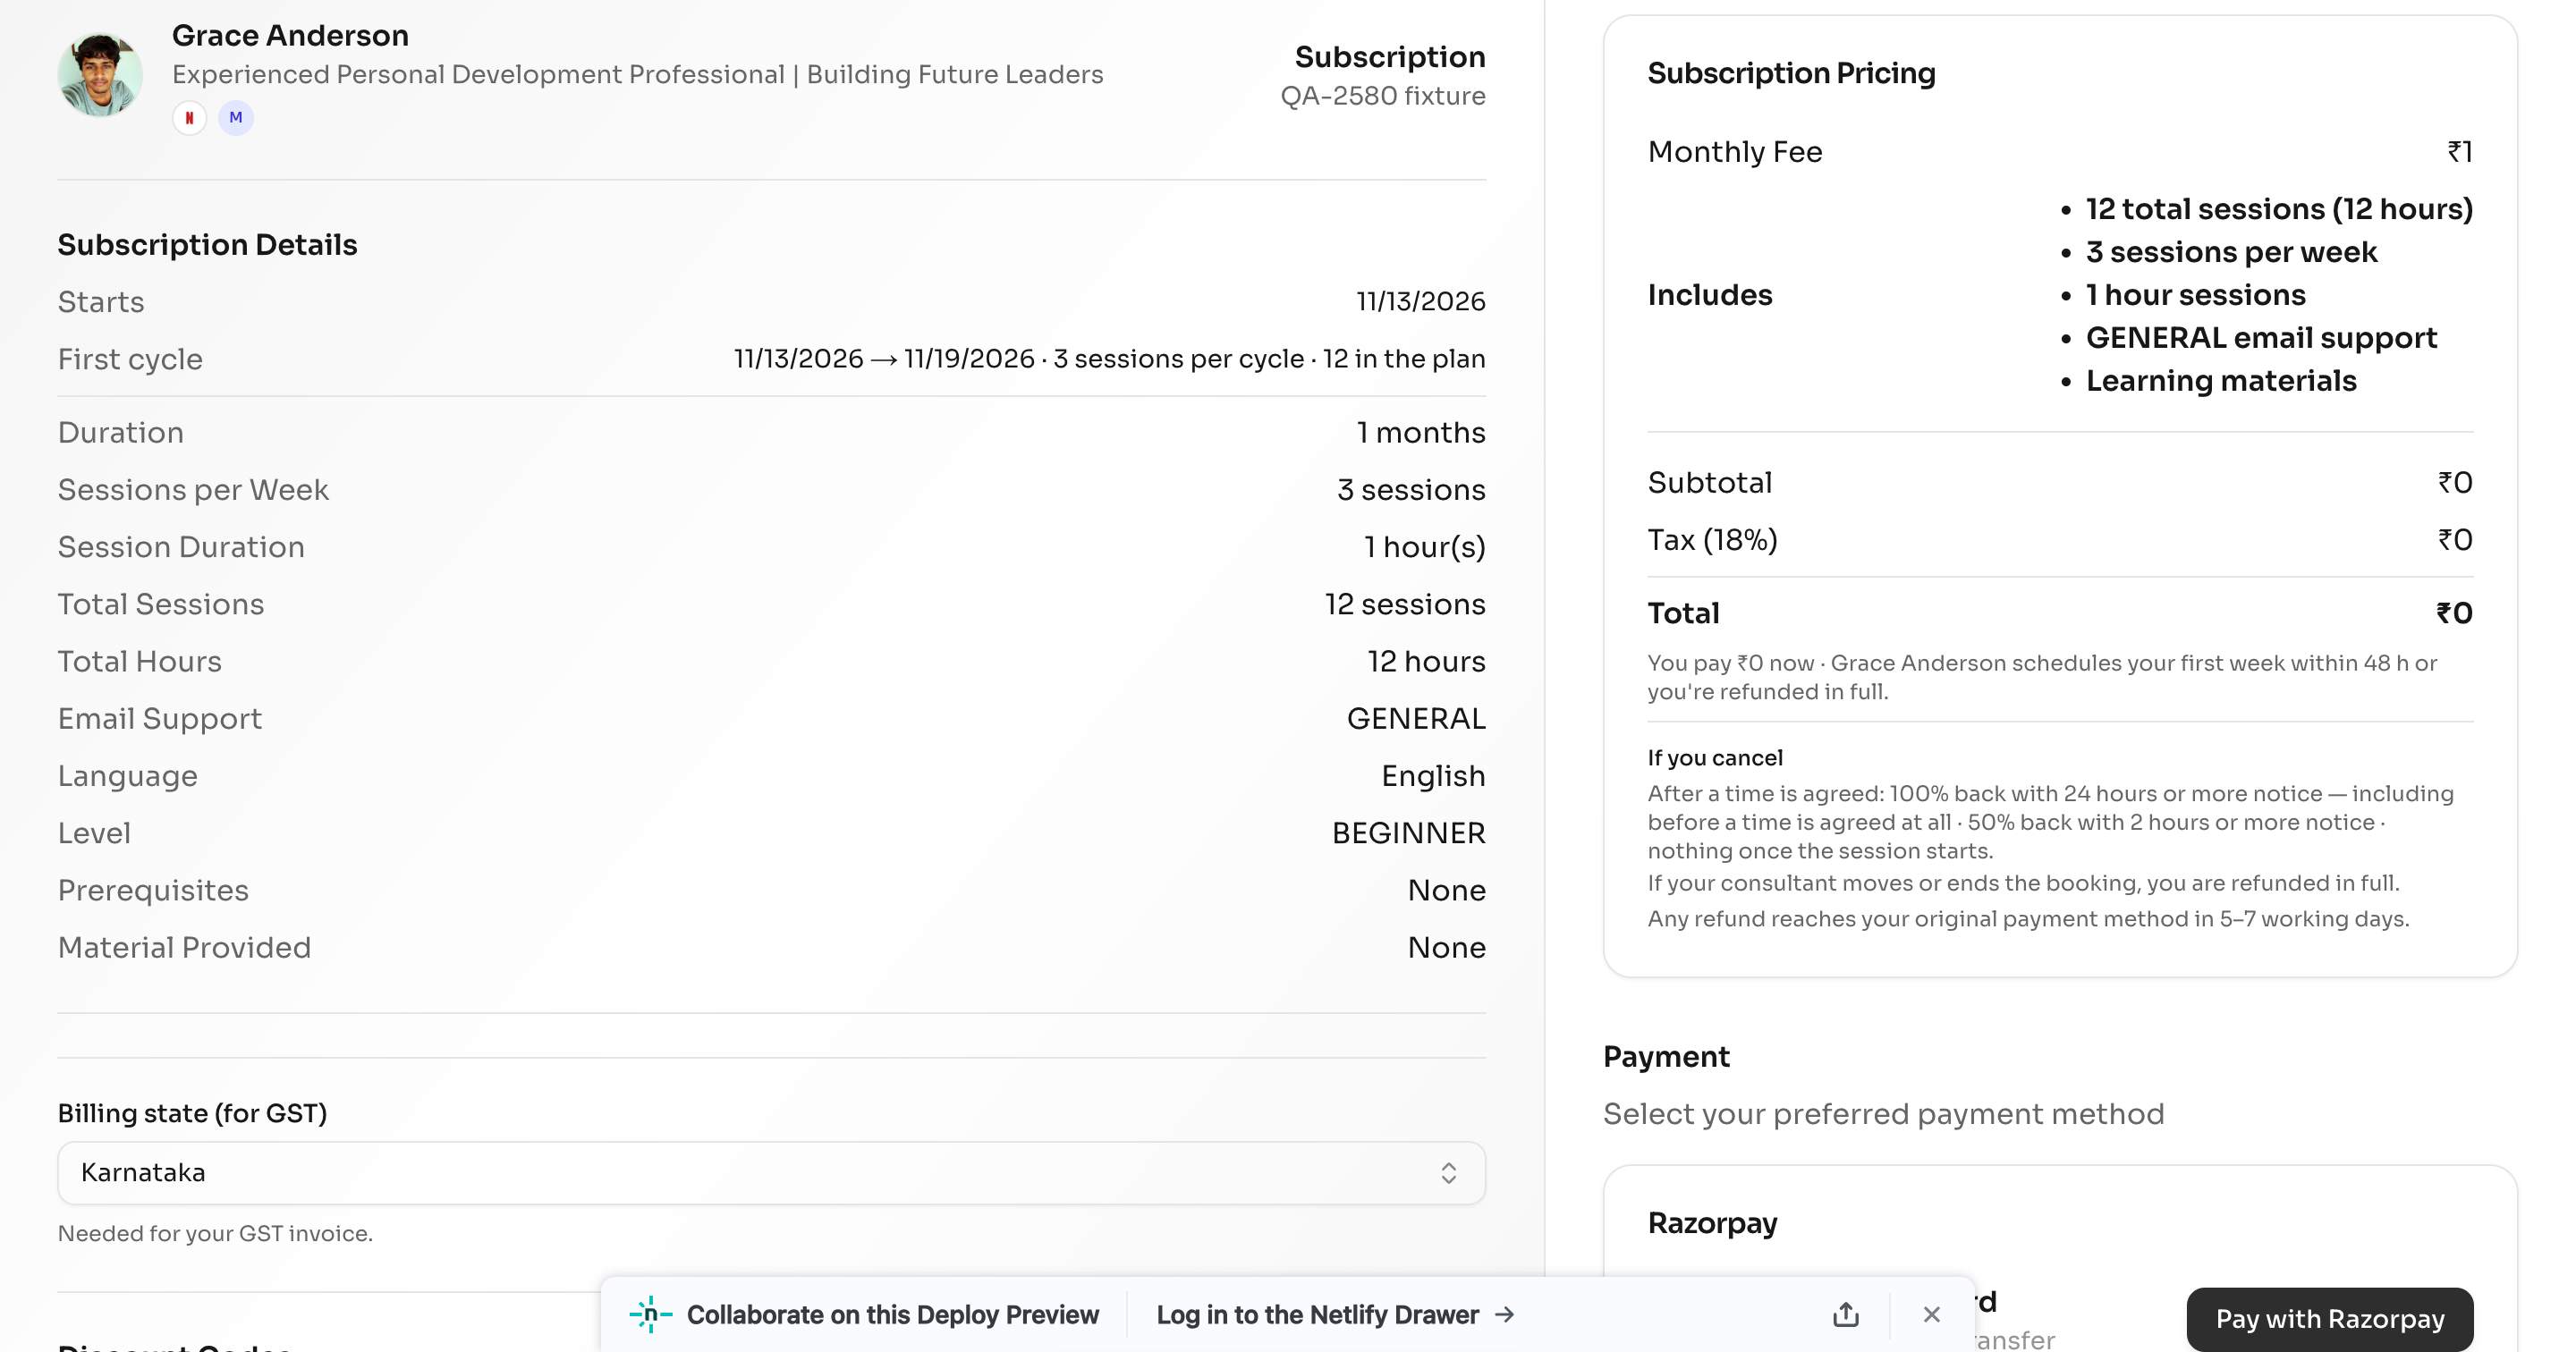 Grace Anderson
Experienced Personal Development Professional | Building Future Leaders
N M
Subscription
QA-2580 fixture
Subscription Details
Starts 11/13/2026
First cycle 11/13/2026 → 11/19/2026 · 3 sessions per cycle · 12 in the plan
Duration 1 months
Sessions per Week 3 sessions
Session Duration 1 hour(s)
Total Sessions 12 sessions
Total Hours 12 hours
Email Support GENERAL
Language English
Level BEGINNER
Prerequisites None
Material Provided None
Billing state (for GST)
Karnataka
Needed for your GST invoice.
Subscription Pricing
Monthly Fee ₹1
Includes
• 12 total sessions (12 hours)
• 3 sessions per week
• 1 hour sessions
• GENERAL email support
• Learning materials
Subtotal ₹0
Tax (18%) ₹0
Total ₹0
You pay ₹0 now · Grace Anderson schedules your first week within 48 h or
you're refunded in full.
If you cancel
After a time is agreed: 100% back with 24 hours or more notice — including
before a time is agreed at all · 50% back with 2 hours or more notice ·
nothing once the session starts.
If your consultant moves or ends the booking, you are refunded in full.
Any refund reaches your original payment method in 5–7 working days.
Payment
Select your preferred payment method
Razorpay
Pay with Razorpay
Collaborate on this Deploy Preview
Log in to the Netlify Drawer →